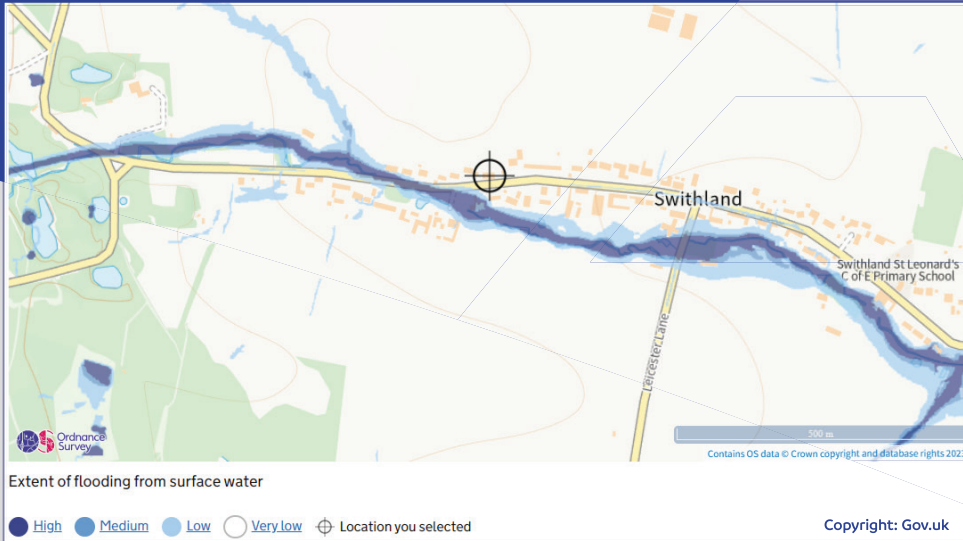 Swithland
Swithland St Leonard's
C of E Primary School
Leicester Lane
Ordnance
Survey
500 m
Contains OS data © Crown copyright and database rights 202
Extent of flooding from surface water
High
Medium
Low
Very low
Location you selected
Copyright: Gov.uk